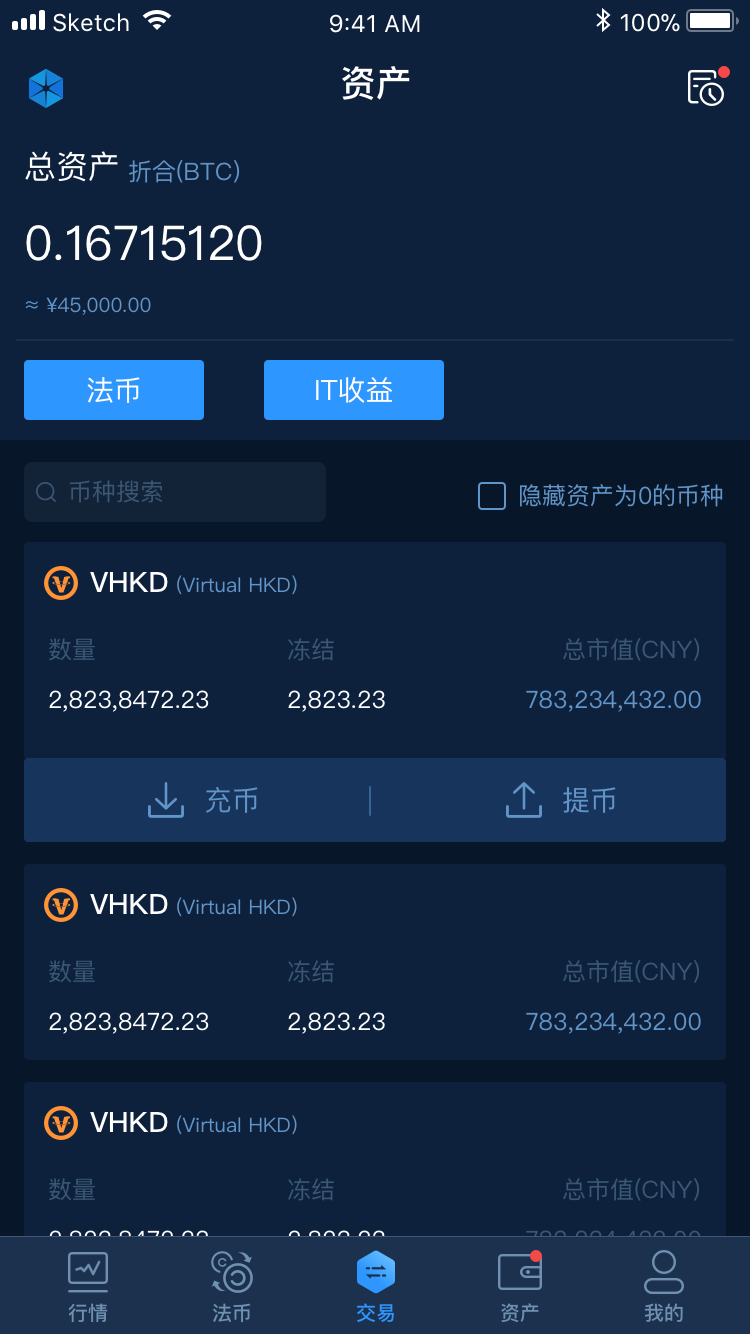 Sketch 9:41 AM 100%
资产
总资产 折合(BTC)
0.16715120
≈ ¥45,000.00
法币 IT收益
币种搜索 隐藏资产为0的币种
VHKD (Virtual HKD)
数量 冻结 总市值(CNY)
2,823,8472.23 2,823.23 783,234,432.00
充币 提币
VHKD (Virtual HKD)
数量 冻结 总市值(CNY)
2,823,8472.23 2,823.23 783,234,432.00
VHKD (Virtual HKD)
数量 冻结 总市值(CNY)
行情 法币 交易 资产 我的